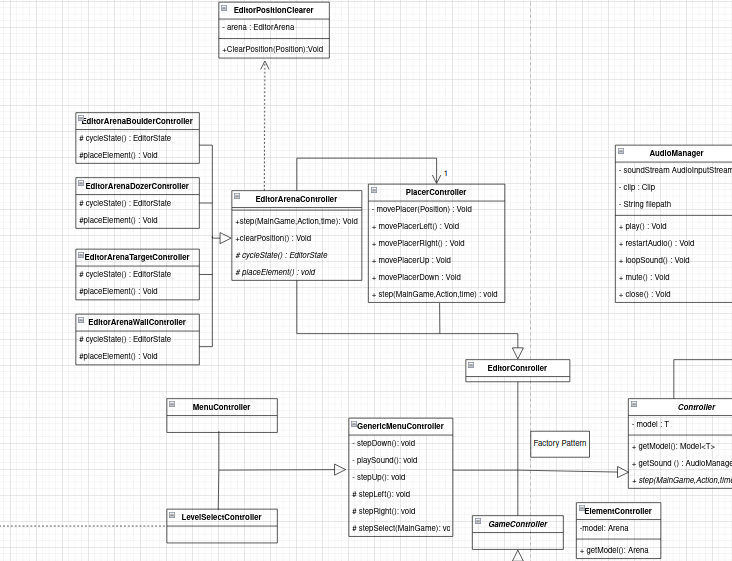 EditorPositionClearer
- arena : EditorArena
+ClearPosition(Position):Void
EditorArenaBoulderController
# cycleState() : EditorState
#placeElement() : Void
EditorArenaDozerController
# cycleState() : EditorState
#placeElement() : Void
EditorArenaTargetController
# cycleState() : EditorState
#placeElement() : Void
EditorArenaWallController
# cycleState() : EditorState
#placeElement() : Void
EditorArenaController
+step(MainGame,Action,time): Void
+clearPosition() : Void
# cycleState() : EditorState
# placeElement() : void
1
PlacerController
- movePlacer(Position) : Void
+ movePlacerLeft() : Void
+ movePlacerRight() : Void
+ movePlacerUp : Void
+ movePlacerDown : Void
+ step(MainGame,Action,time) : void
AudioManager
- soundStream AudioInputStream
- clip : Clip
- String filepath
+ play() : Void
+ restartAudio() : Void
+ loopSound() : Void
+ mute() : Void
+ close() : Void
EditorController
MenuController
LevelSelectController
GenericMenuController
- stepDown(): void
- playSound(): void
- stepUp(): void
# stepLeft(): void
# stepRight(): void
# stepSelect(MainGame): vo
Factory Pattern
Controller
- model : T
+ getModel(): Model<T>
+ getSound () : AudioManage
+ step(MainGame,Action,time
GameController
ElementController
-model: Arena
+ getModel(): Arena